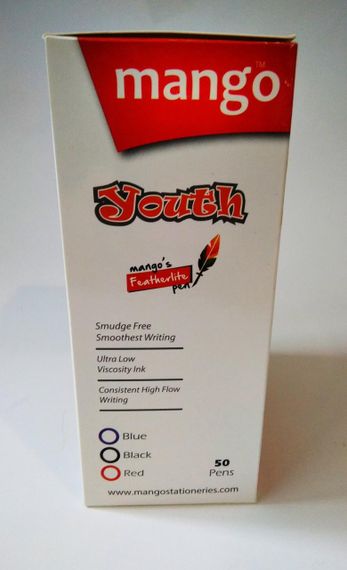 mango™
Youth
mango's
Featherlite
pen
Smudge Free
Smoothest Writing
Ultra Low
Viscosity Ink
Consistent High Flow
Writing
Blue
Black
Red
50
Pens
www.mangostationeries.com